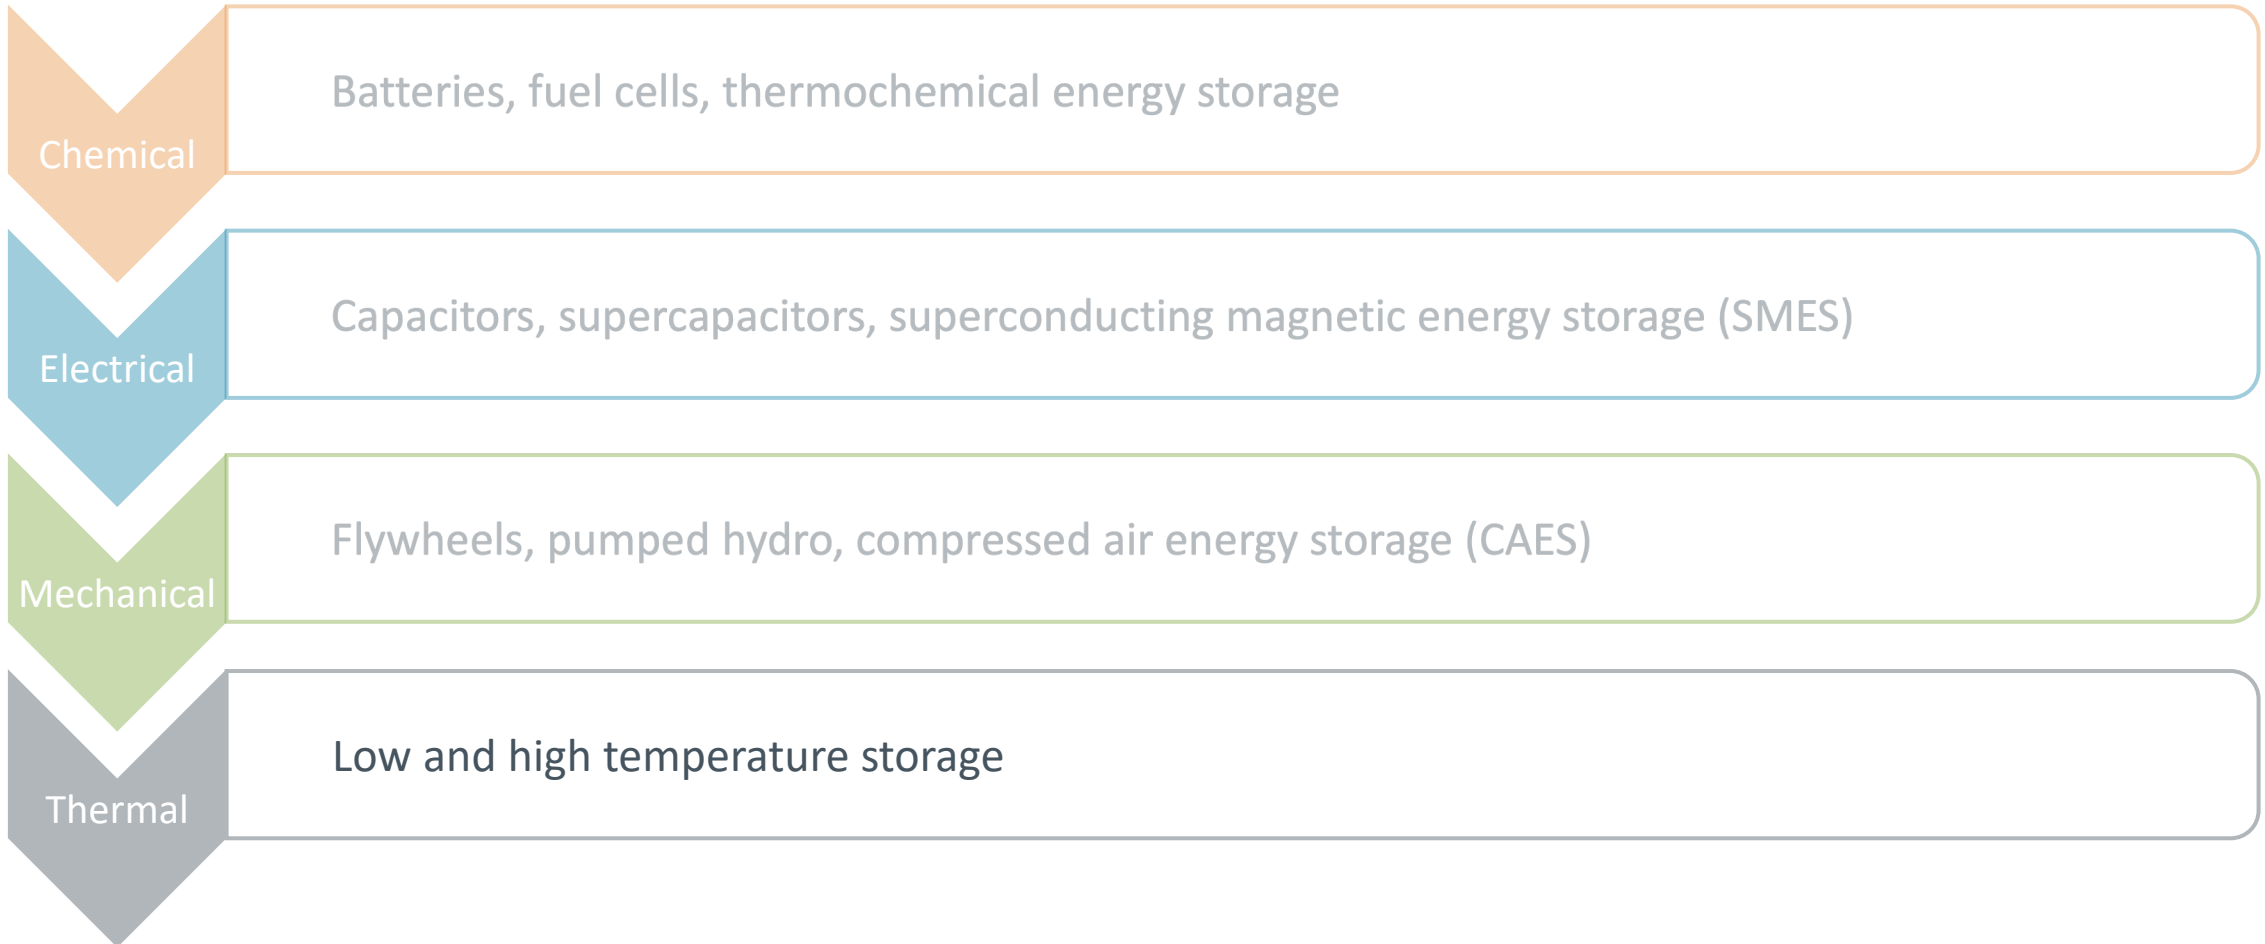 Chemical
Batteries, fuel cells, thermochemical energy storage
Electrical
Capacitors, supercapacitors, superconducting magnetic energy storage (SMES)
Mechanical
Flywheels, pumped hydro, compressed air energy storage (CAES)
Thermal
Low and high temperature storage